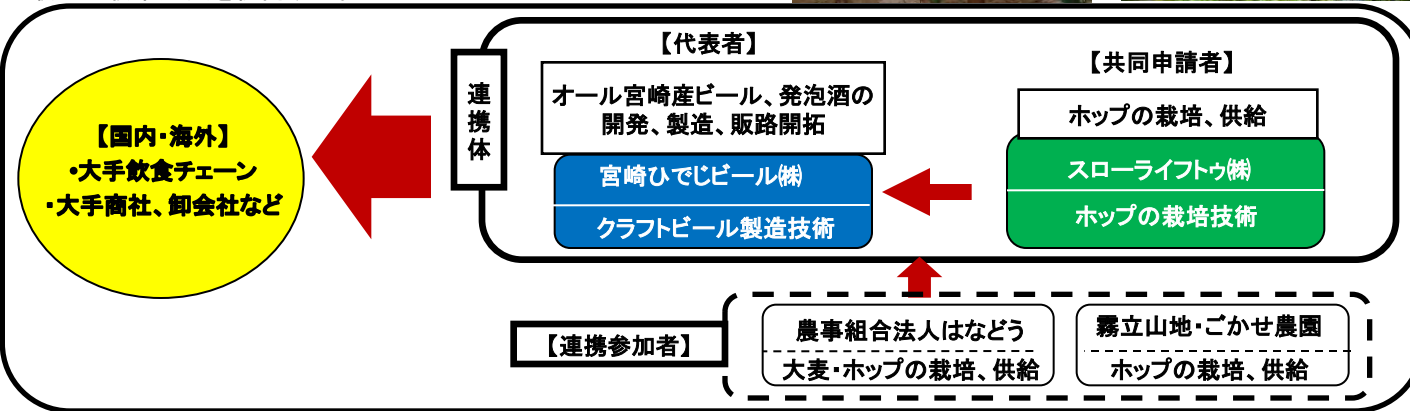 【国内・海外】
・大手飲食チェーン
・大手商社、卸会社など
連携体
【代表者】
オール宮崎産ビール、発泡酒の
開発、製造、販路開拓
宮崎ひでじビール㈱
クラフトビール製造技術
【共同申請者】
ホップの栽培、供給
スローライフトゥ㈱
ホップの栽培技術
【連携参加者】
農事組合法人はなどう
大麦・ホップの栽培、供給
霧立山地・ごかせ農園
ホップの栽培、供給